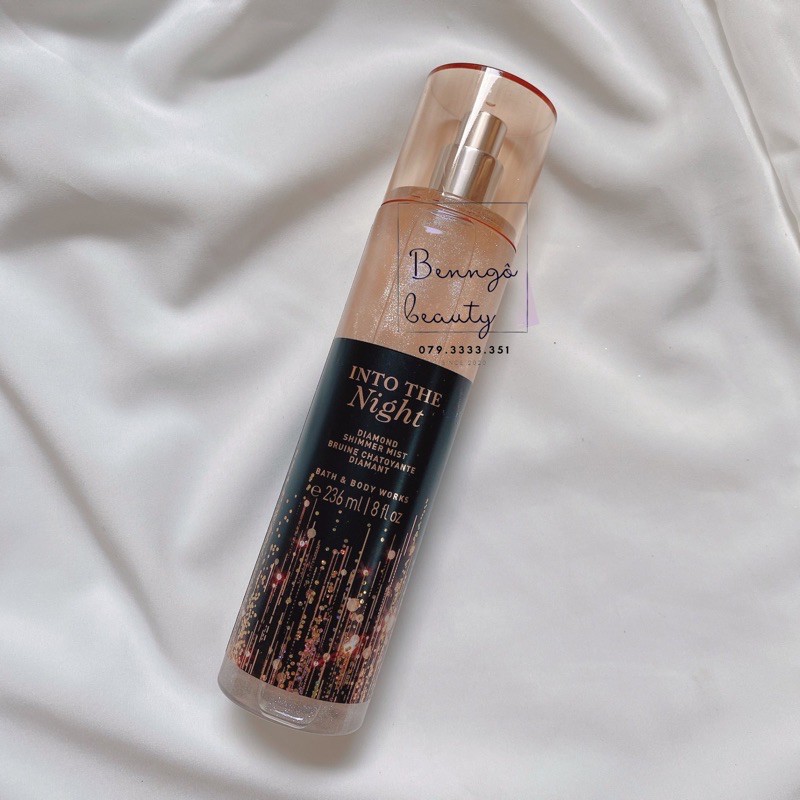 Benngô
beauty
079.3333.351
INTO THE
Night
DIAMOND
SHIMMER MIST
BRUINE CHATOYANTE
DIAMANT
BATH & BODY WORKS
℮ 236 ml | 8 fl oz